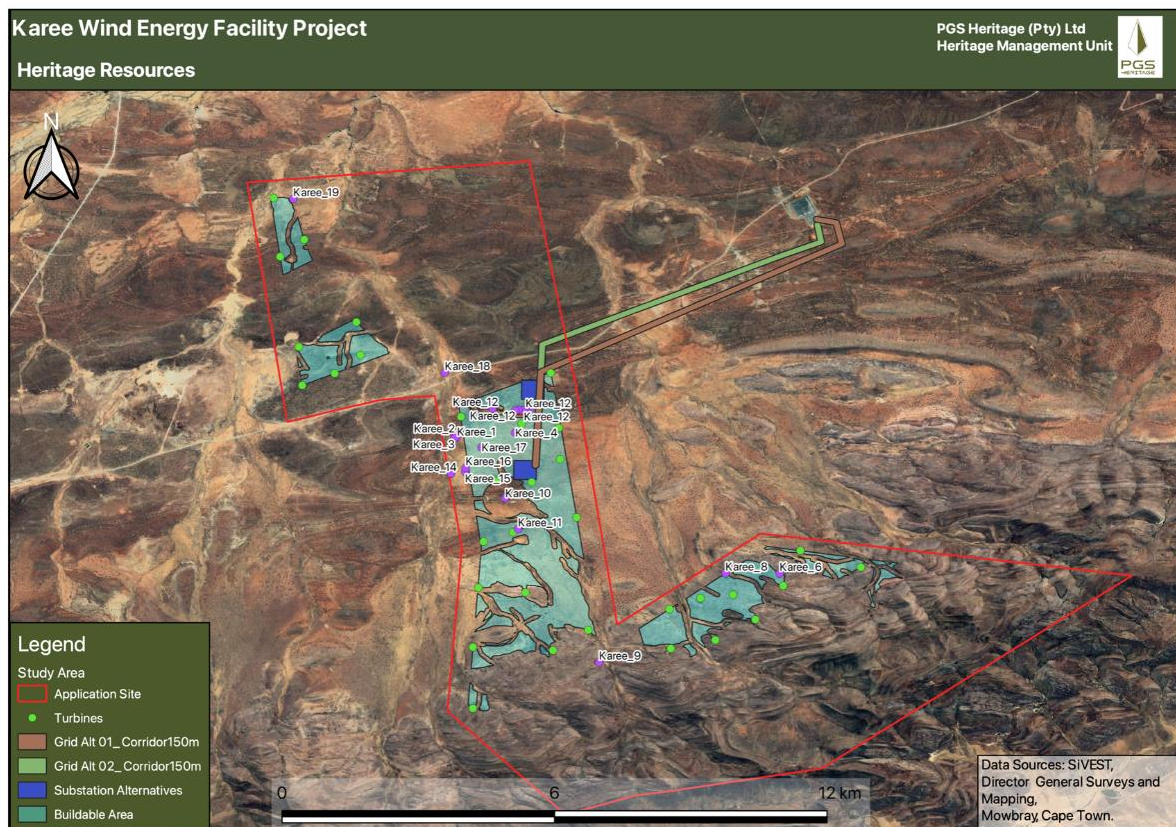 Karee Wind Energy Facility Project
Heritage Resources
PGS Heritage (Pty) Ltd
Heritage Management Unit
PGS
HERITAGE
N
Karee_19
Karee_18
Karee_12
Karee_12
Karee_12
Karee_12
Karee_2
Karee_1
Karee_4
Karee_3
Karee_17
Karee_16
Karee_14
Karee_15
Karee_10
Karee_11
Karee_8
Karee_6
Karee_9
Legend
Study Area
Application Site
Turbines
Grid Alt 01_Corridor150m
Grid Alt 02_Corridor150m
Substation Alternatives
Buildable Area
0
6
12 km
Data Sources: SiVEST,
Director General Surveys and
Mapping,
Mowbray, Cape Town.